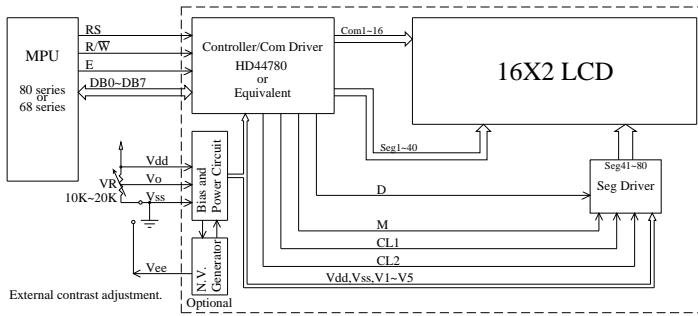 MPU
80 series
or
68 series
RS
R/W̅
E
DB0~DB7
Controller/Com Driver
HD44780
or
Equivalent
Com1~16
16X2 LCD
Seg1~40
Seg41~80
Seg Driver
D
M
CL1
CL2
Vdd,Vss,V1~V5
Bias and
Power Circuit
Vdd
Vo
Vss
VR
10K~20K
N.V.
Generator
Optional
Vee
External contrast adjustment.